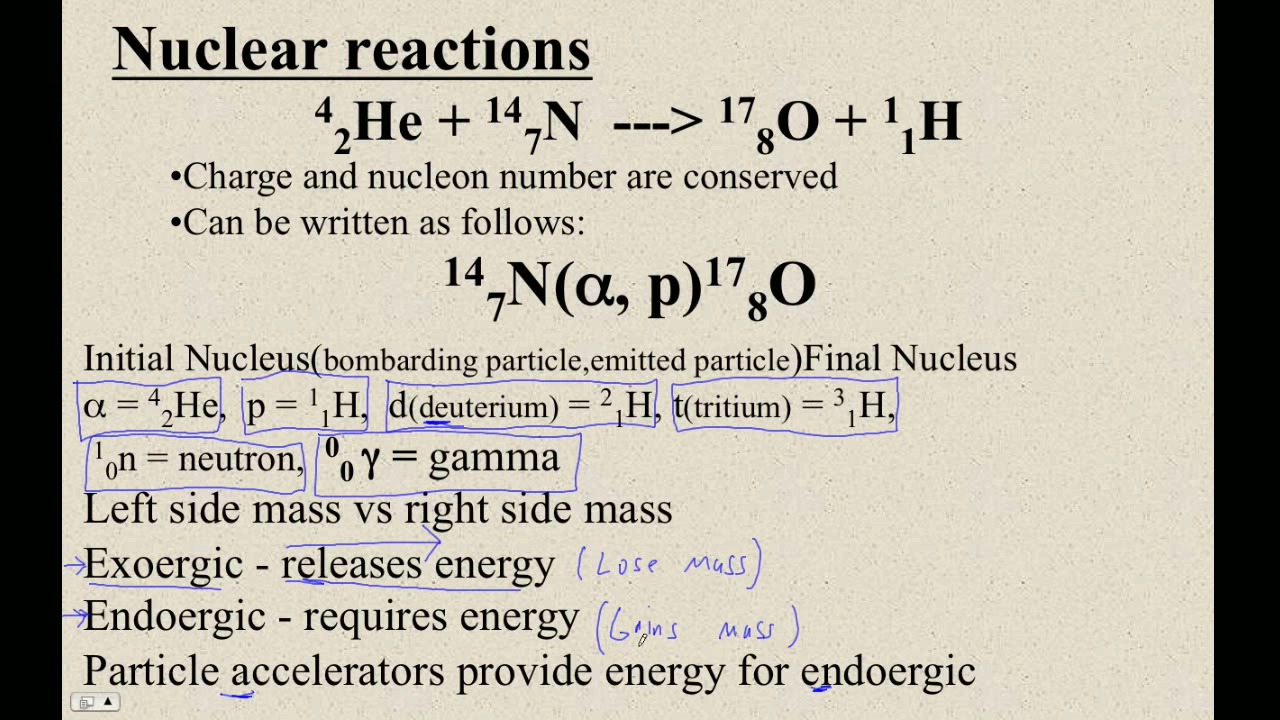 Nuclear reactions
⁴₂He + ¹⁴₇N ---> ¹⁷₈O + ¹₁H
•Charge and nucleon number are conserved
•Can be written as follows:
¹⁴₇N(α, p)¹⁷₈O
Initial Nucleus(bombarding particle,emitted particle)Final Nucleus
α = ⁴₂He, p = ¹₁H, d(deuterium) = ²₁H, t(tritium) = ³₁H,
¹₀n = neutron, ⁰₀γ = gamma
Left side mass vs right side mass
Exoergic - releases energy (Lose mass)
Endoergic - requires energy (Gains mass)
Particle accelerators provide energy for endoergic